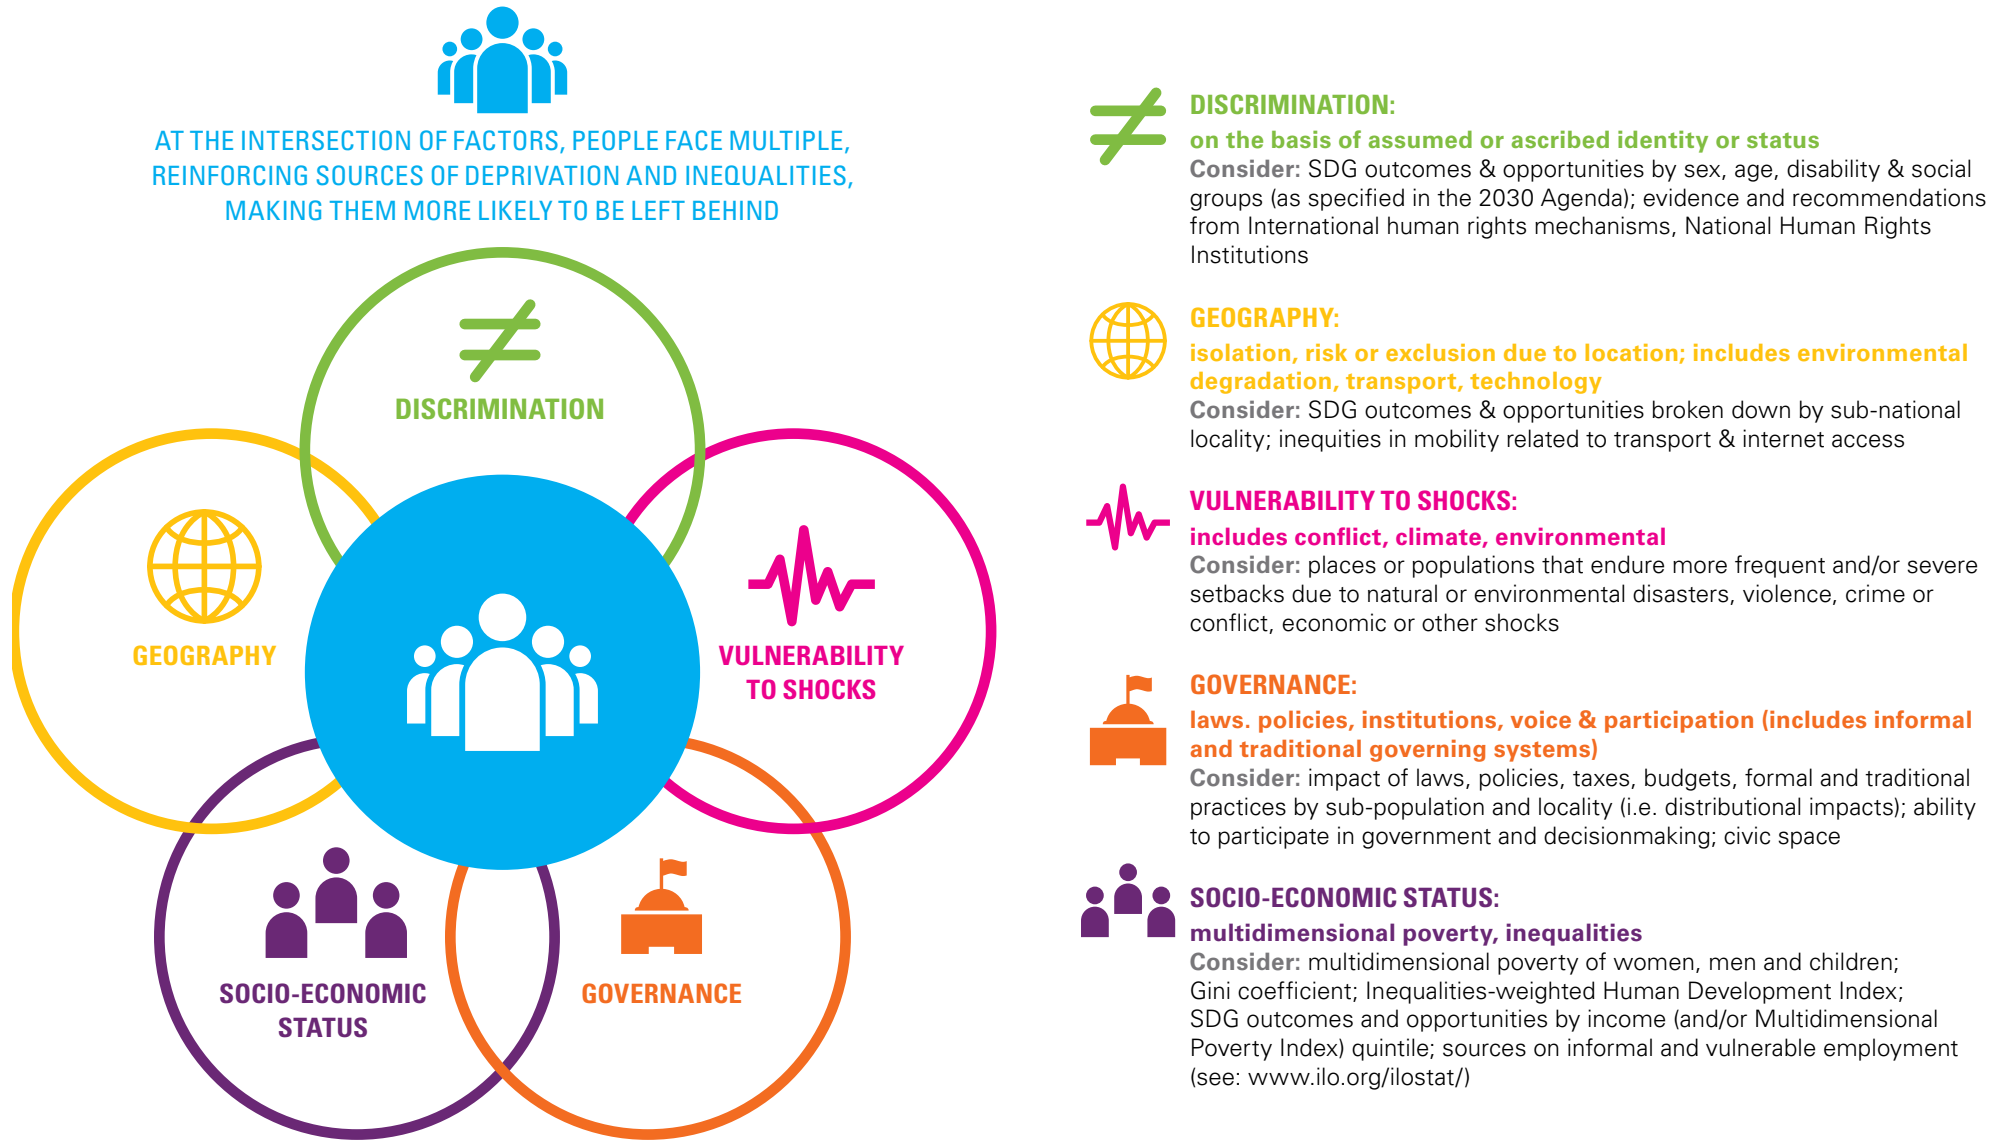 AT THE INTERSECTION OF FACTORS, PEOPLE FACE MULTIPLE,
REINFORCING SOURCES OF DEPRIVATION AND INEQUALITIES,
MAKING THEM MORE LIKELY TO BE LEFT BEHIND
DISCRIMINATION
GEOGRAPHY
VULNERABILITY
TO SHOCKS
SOCIO-ECONOMIC
STATUS
GOVERNANCE
DISCRIMINATION:
on the basis of assumed or ascribed identity or status
Consider: SDG outcomes & opportunities by sex, age, disability & social
groups (as specified in the 2030 Agenda); evidence and recommendations
from International human rights mechanisms, National Human Rights
Institutions
GEOGRAPHY:
isolation, risk or exclusion due to location; includes environmental
degradation, transport, technology
Consider: SDG outcomes & opportunities broken down by sub-national
locality; inequities in mobility related to transport & internet access
VULNERABILITY TO SHOCKS:
includes conflict, climate, environmental
Consider: places or populations that endure more frequent and/or severe
setbacks due to natural or environmental disasters, violence, crime or
conflict, economic or other shocks
GOVERNANCE:
laws. policies, institutions, voice & participation (includes informal
and traditional governing systems)
Consider: impact of laws, policies, taxes, budgets, formal and traditional
practices by sub-population and locality (i.e. distributional impacts); ability
to participate in government and decisionmaking; civic space
SOCIO-ECONOMIC STATUS:
multidimensional poverty, inequalities
Consider: multidimensional poverty of women, men and children;
Gini coefficient; Inequalities-weighted Human Development Index;
SDG outcomes and opportunities by income (and/or Multidimensional
Poverty Index) quintile; sources on informal and vulnerable employment
(see: www.ilo.org/ilostat/)